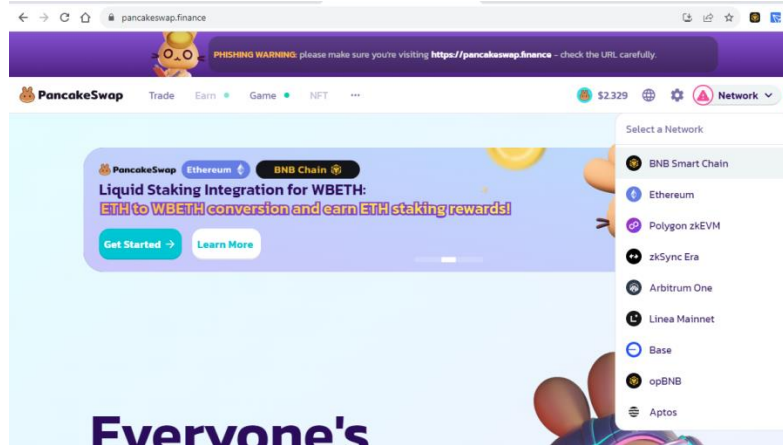 pancakeswap.finance
PHISHING WARNING: please make sure you're visiting https://pancakeswap.finance - check the URL carefully.
PancakeSwap Trade Earn Game NFT ... $2.329 Network
Select a Network
BNB Smart Chain
Ethereum
Polygon zkEVM
zkSync Era
Arbitrum One
Linea Mainnet
Base
opBNB
Aptos
PancakeSwap Ethereum BNB Chain
Liquid Staking Integration for WBETH:
ETH to WBETH conversion and earn ETH staking rewards!
Get Started → Learn More
Everyone's